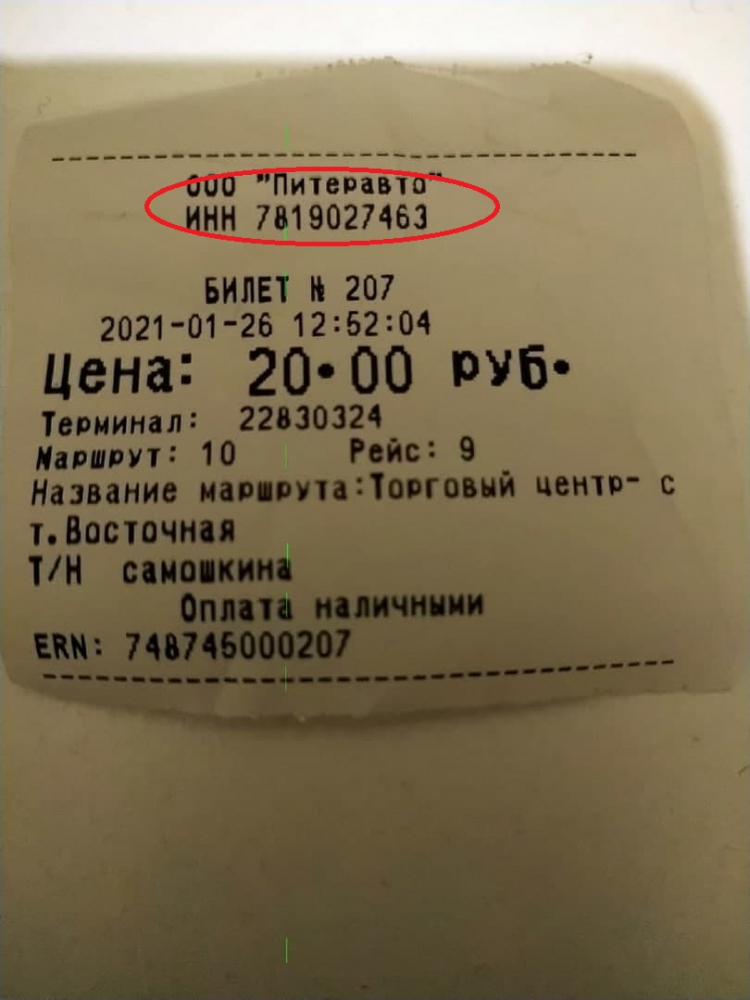 ООО "Питеравто"
ИНН 7819027463
БИЛЕТ № 207
2021-01-26 12:52:04
Цена: 20.00 руб.
Терминал: 22830324
Маршрут: 10 Рейс: 9
Название маршрута:Торговый центр- с
т.Восточная
Т/Н самошкина
Оплата наличными
ERN: 748745000207